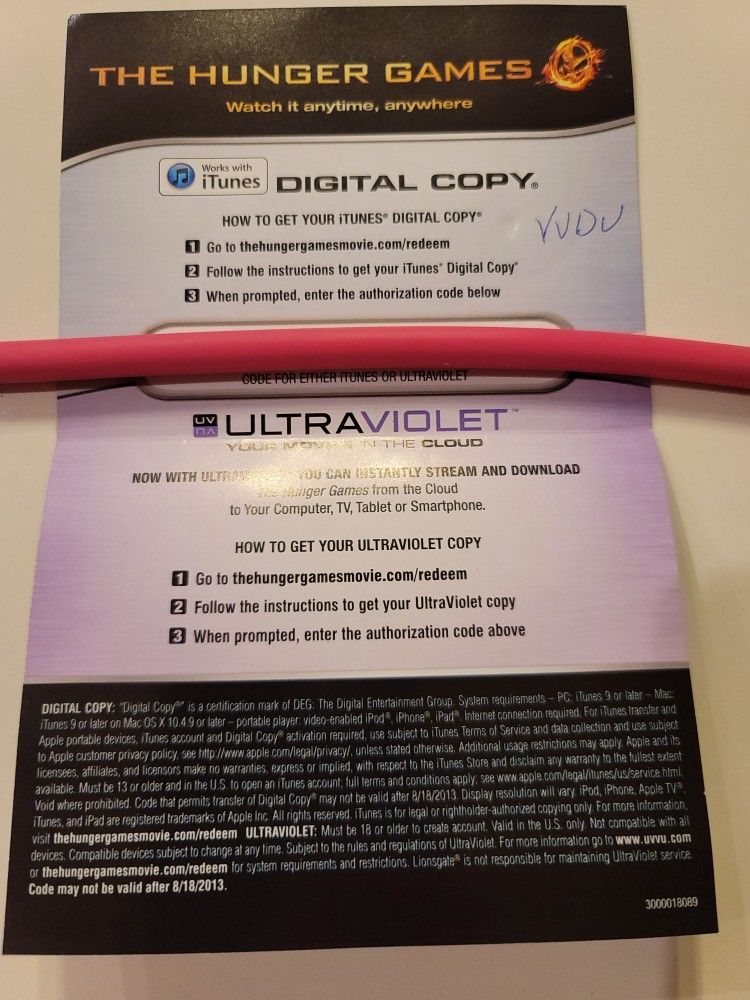 THE HUNGER GAMES ™
Watch it anytime, anywhere
Works with
iTunes
DIGITAL COPY®
HOW TO GET YOUR iTUNES® DIGITAL COPY®
VUDU
1 Go to thehungergamesmovie.com/redeem
2 Follow the instructions to get your iTunes® Digital Copy®
3 When prompted, enter the authorization code below
CODE FOR EITHER iTUNES OR ULTRAVIOLET
UV
ULTRAVIOLET™
YOUR MOVIES IN THE CLOUD
NOW WITH YOU CAN INSTANTLY STREAM AND DOWNLOAD
The Hunger Games from the Cloud
to Your Computer, TV, Tablet or Smartphone.
HOW TO GET YOUR ULTRAVIOLET COPY
1 Go to thehungergamesmovie.com/redeem
2 Follow the instructions to get your UltraViolet copy
3 When prompted, enter the authorization code above
DIGITAL COPY: "Digital Copy®" is a certification mark of DEG: The Digital Entertainment Group. System requirements – PC: iTunes 9 or later – Mac:
iTunes 9 or later on Mac OS X 10.4.9 or later – portable player: video-enabled iPod®, iPhone®, iPad®. Internet connection required. For iTunes transfer and
Apple portable devices, iTunes account and Digital Copy® activation required, use subject to iTunes Terms of Service and data collection and use subject
to Apple customer privacy policy, see http://www.apple.com/legal/privacy/, unless stated otherwise. Additional usage restrictions may apply. Apple and its
licensees, affiliates, and licensors make no warranties, express or implied, with respect to the iTunes Store and disclaim any warranty to the fullest extent
available. Must be 13 or older and in the U.S. to open an iTunes account; full terms and conditions apply; see www.apple.com/legal/itunes/us/service.html.
Void where prohibited. Code that permits transfer of Digital Copy® may not be valid after 8/18/2013. Display resolution will vary. iPod, iPhone, Apple TV®,
iTunes, and iPad are registered trademarks of Apple Inc. All rights reserved. iTunes is for legal or rightholder-authorized copying only. For more information,
visit thehungergamesmovie.com/redeem ULTRAVIOLET: Must be 18 or older to create account. Valid in the U.S. only. Not compatible with all
devices. Compatible devices subject to change at any time. Subject to the rules and regulations of UltraViolet. For more information go to www.uvvu.com
or thehungergamesmovie.com/redeem for system requirements and restrictions. Lionsgate® is not responsible for maintaining UltraViolet service.
Code may not be valid after 8/18/2013.
3000018089